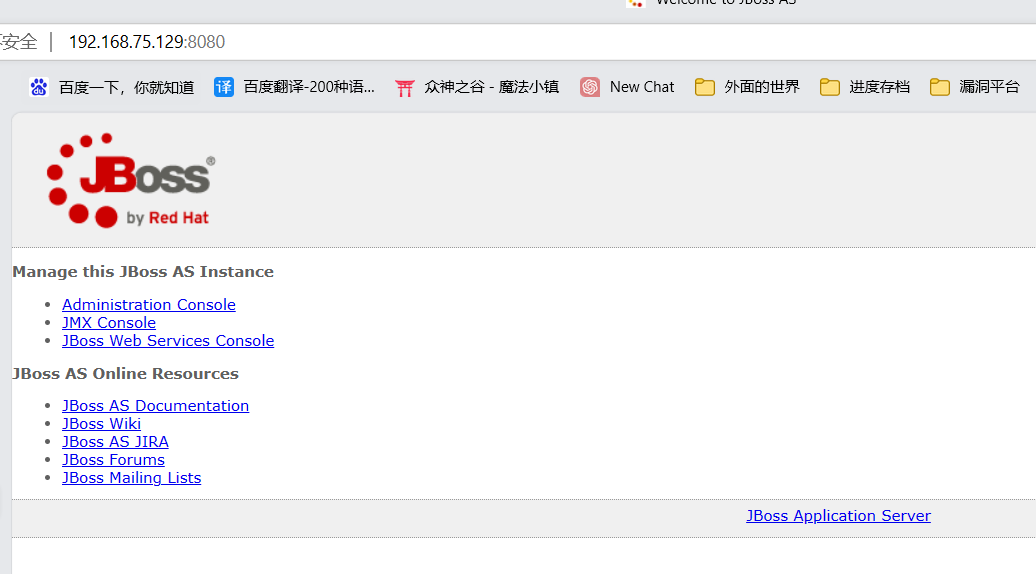 Welcome to JBoss AS
不安全 | 192.168.75.129:8080
百度一下，你就知道 译 百度翻译-200种语... 众神之谷 - 魔法小镇 New Chat 外面的世界 进度存档 漏洞平台
JBoss®
by Red Hat
Manage this JBoss AS Instance
Administration Console
JMX Console
JBoss Web Services Console
JBoss AS Online Resources
JBoss AS Documentation
JBoss Wiki
JBoss AS JIRA
JBoss Forums
JBoss Mailing Lists
JBoss Application Server